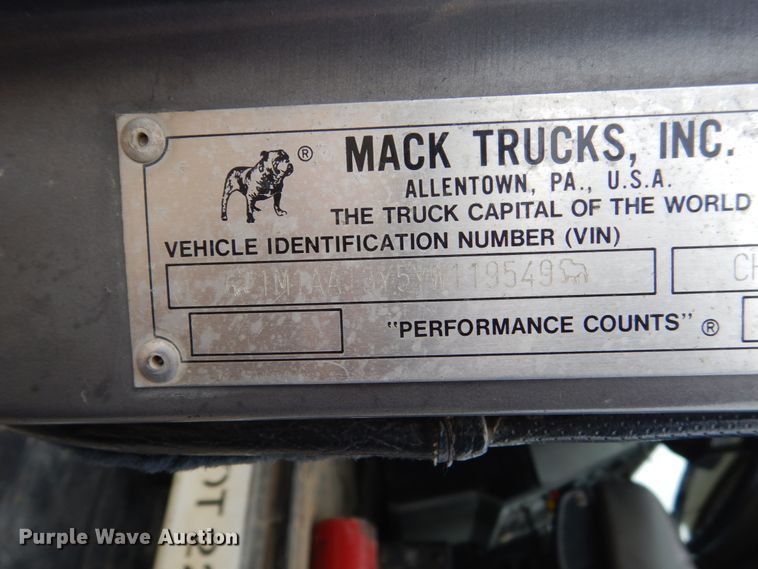 MACK TRUCKS, INC.
ALLENTOWN, PA., U.S.A.
THE TRUCK CAPITAL OF THE WORLD
VEHICLE IDENTIFICATION NUMBER (VIN)
CH
"PERFORMANCE COUNTS" ®
Purple Wave Auction